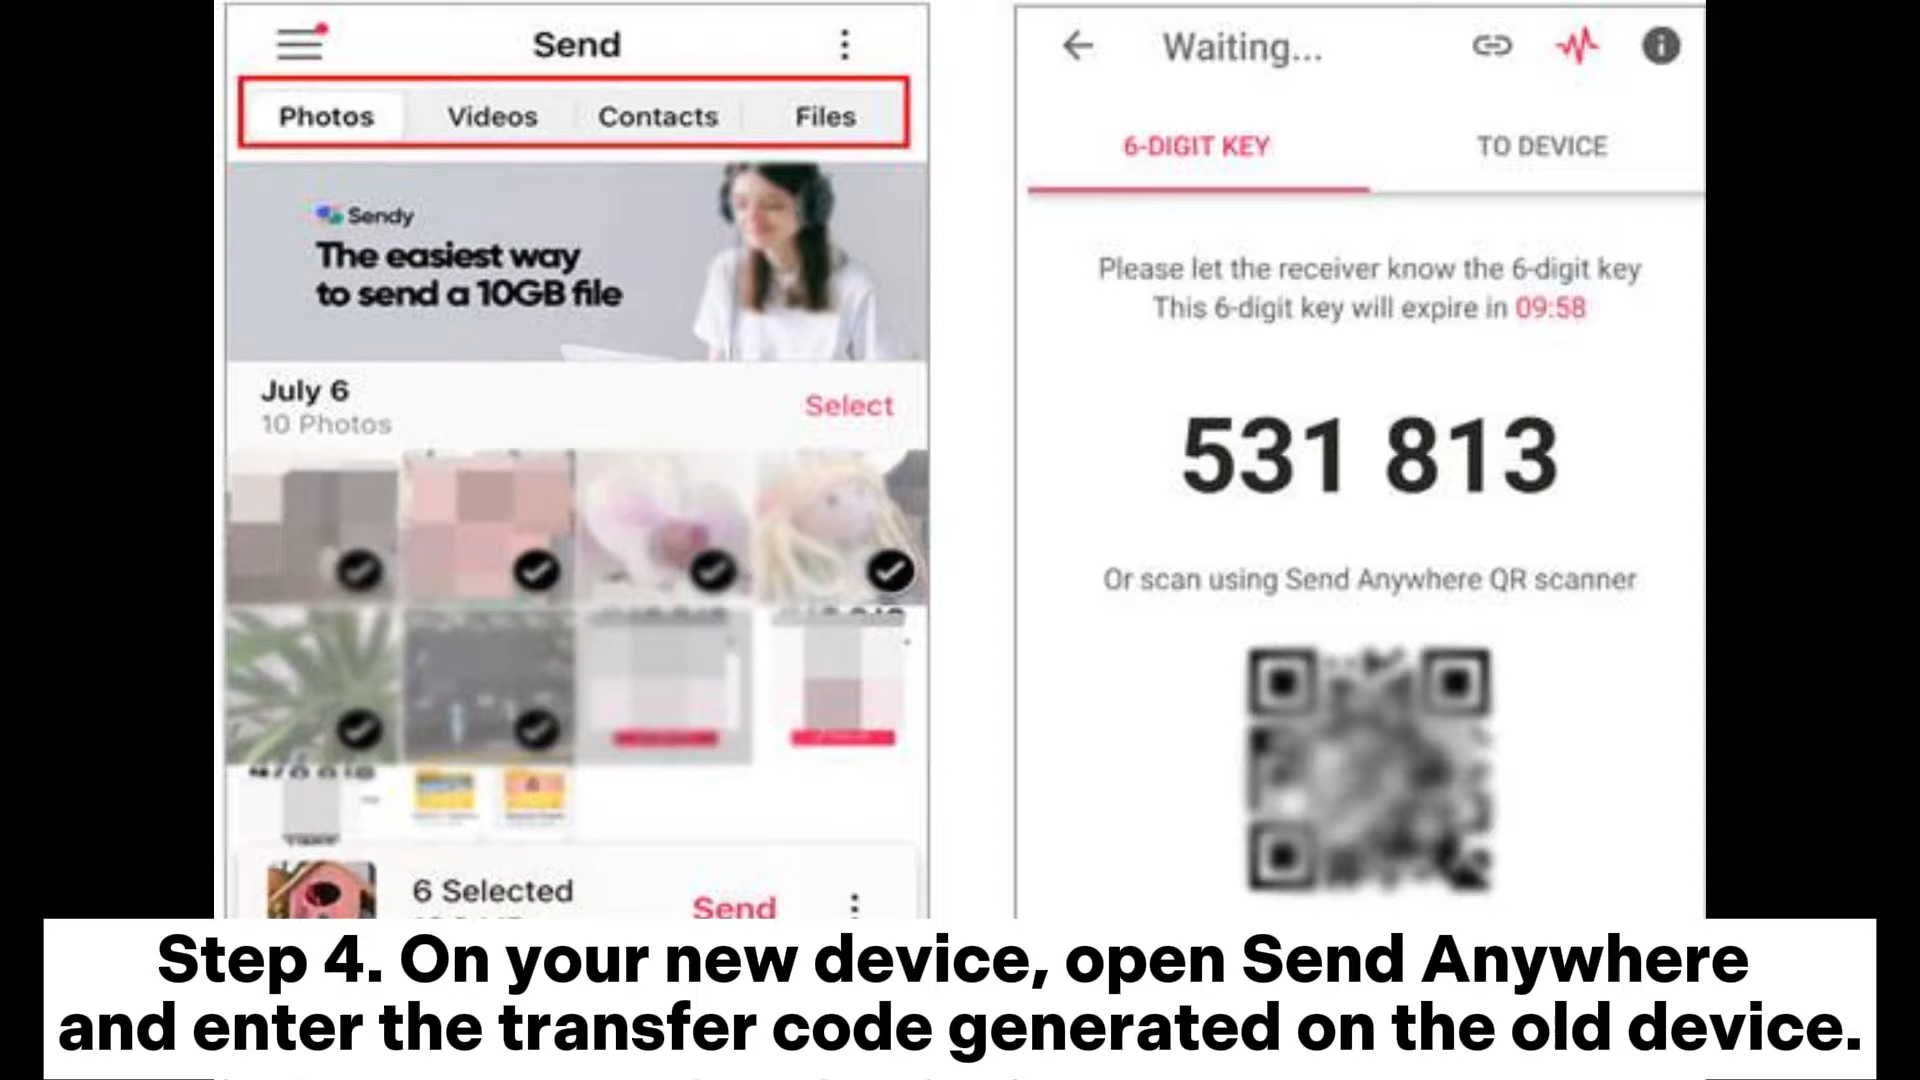 Send
Photos
Videos
Contacts
Files
Sendy
The easiest way
to send a 10GB file
July 6
10 Photos
Select
6 Selected
Send
Waiting...
6-DIGIT KEY
TO DEVICE
Please let the receiver know the 6-digit key
This 6-digit key will expire in 09:58
531 813
Or scan using Send Anywhere QR scanner
Step 4. On your new device, open Send Anywhere
and enter the transfer code generated on the old device.